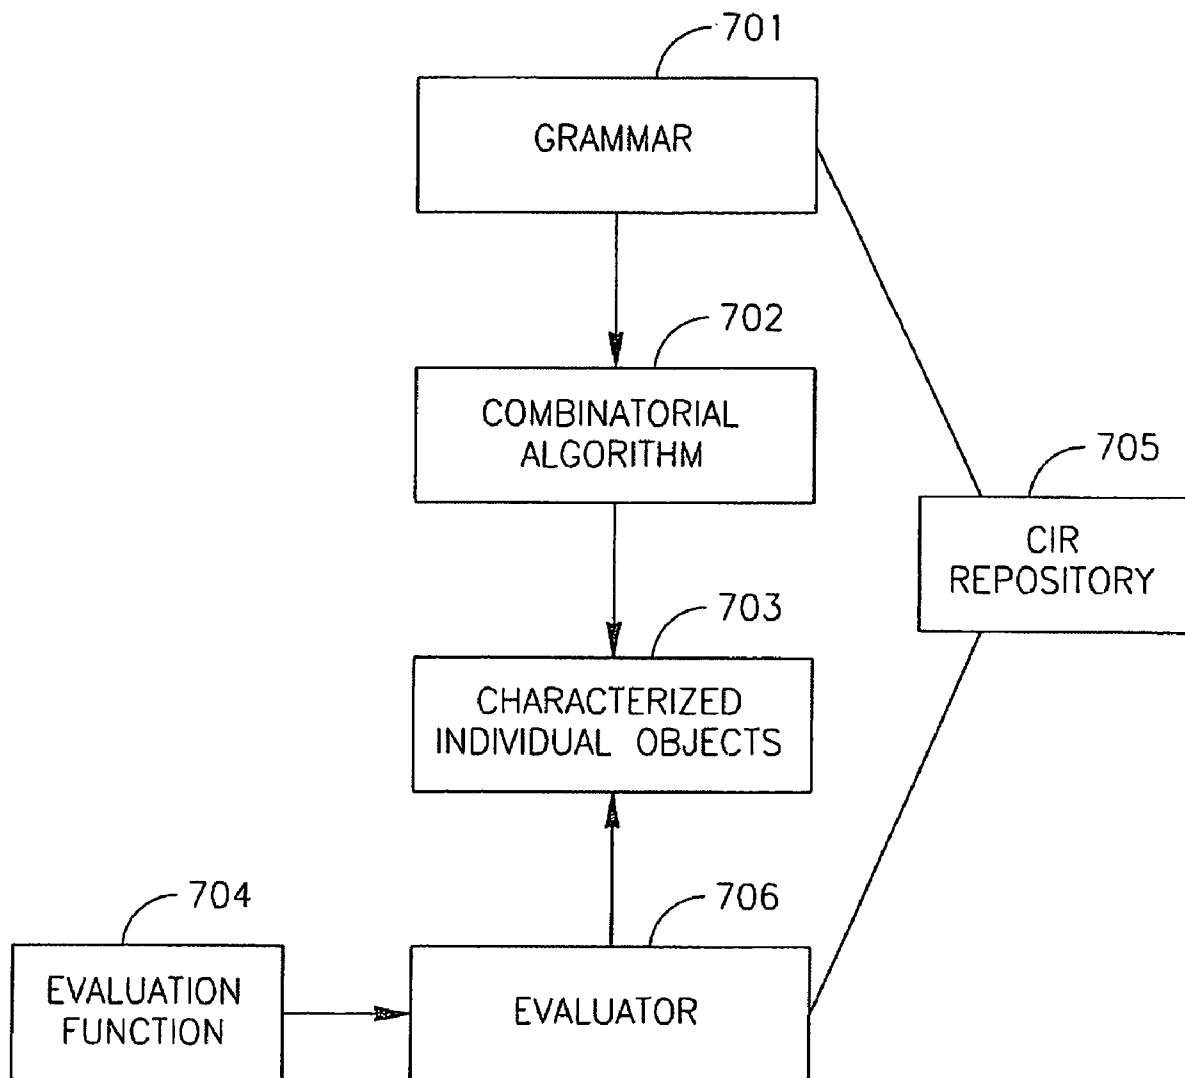 701
GRAMMAR
702
COMBINATORIAL
ALGORITHM
705
CIR
REPOSITORY
703
CHARACTERIZED
INDIVIDUAL OBJECTS
704
EVALUATION
FUNCTION
706
EVALUATOR